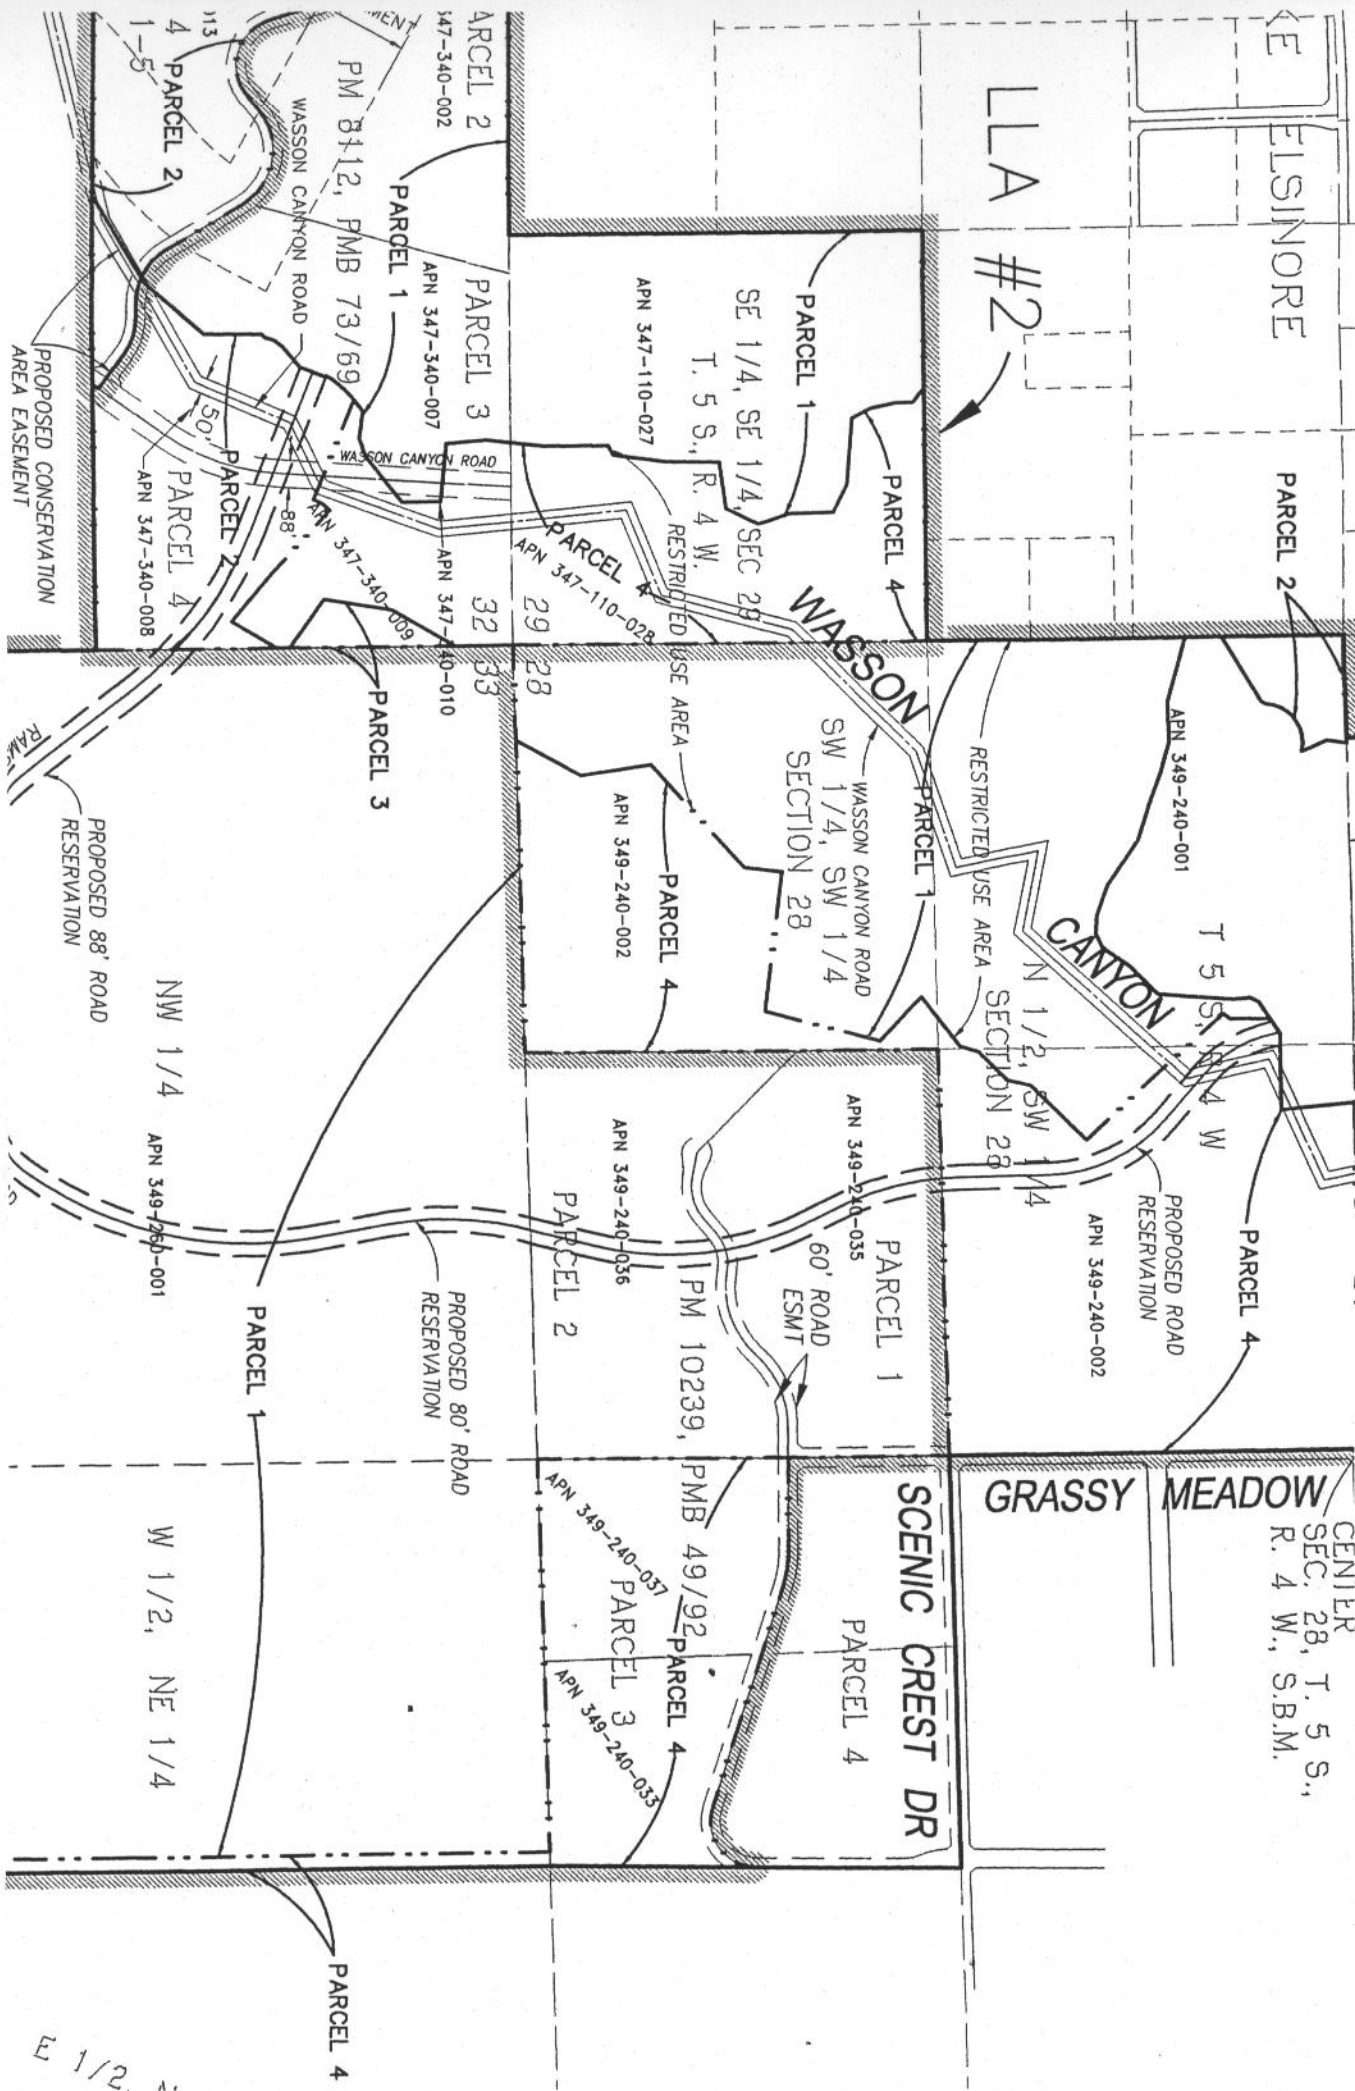 ELSINORE
LLA #2
PARCEL 2
CENTER
SEC. 28, T. 5 S.,
R. 4 W., S.B.M.
GRASSY MEADOW
SCENIC CREST DR
T 5 S, R 4 W
APN 349-240-001
RESTRICTED USE AREA
CANYON
N 1/2, SW 1/4
SECTION 28
PROPOSED ROAD
RESERVATION
APN 349-240-002
PARCEL 4
PARCEL 4
PARCEL 1
SE 1/4, SE 1/4, SEC 29
T. 5 S., R. 4 W.
APN 347-110-027
RESTRICTED USE AREA
PARCEL 4
APN 347-110-028
WASSON
WASSON CANYON ROAD
PARCEL 1
SW 1/4, SW 1/4
SECTION 28
PARCEL 4
APN 349-240-002
PARCEL 1
APN 349-240-035
60' ROAD
ESMT
PM 10239, PMB 49/92
APN 349-240-036
PARCEL 2
PARCEL 4
PARCEL 4
PARCEL 3
APN 349-240-037
APN 349-240-033
29 28
32 33
ARCEL 2
347-340-002
PARCEL 1
PARCEL 3
APN 347-340-007
WASSON CANYON ROAD
APN 347-340-010
APN 347-340-009
PARCEL 3
PM 8112, PMB 73/69
WASSON CANYON ROAD
MENT
PARCEL 2
013
4
1-5
50'
88'
PARCEL 2
PARCEL 2
PARCEL 4
APN 347-340-008
PROPOSED CONSERVATION
AREA EASEMENT
RAM
PROPOSED 88' ROAD
RESERVATION
NW 1/4
APN 349-260-001
PARCEL 1
PROPOSED 80' ROAD
RESERVATION
W 1/2, NE 1/4
PARCEL 4
E 1/2